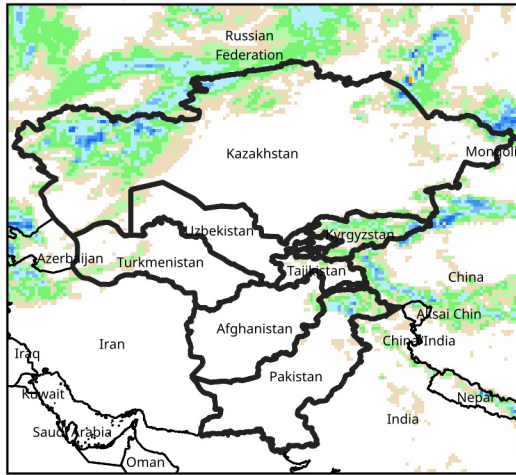 Russian
Federation
Kazakhstan
Mongoli
Uzbekistan
Kyrgyzstan
Azerbaijan
Turkmenistan
Tajikistan
China
Afghanistan
Aksai Chin
Iran
China/India
Iraq
Pakistan
Kuwait
Nepal
India
Saudi Arabia
Oman